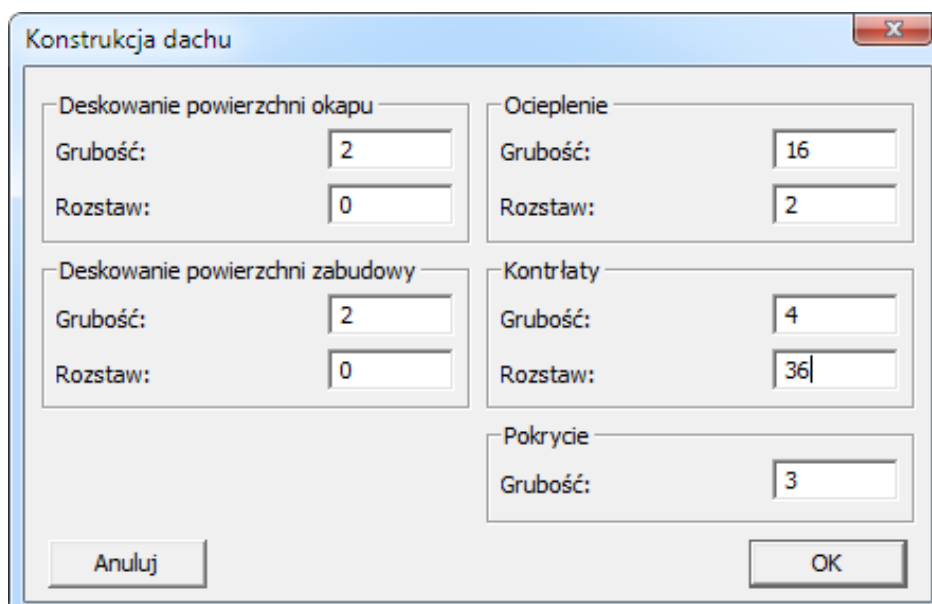 Konstrukcja dachu
Deskowanie powierzchni okapu
Grubość: 2
Rozstaw: 0
Deskowanie powierzchni zabudowy
Grubość: 2
Rozstaw: 0
Ocieplenie
Grubość: 16
Rozstaw: 2
Kontrłaty
Grubość: 4
Rozstaw: 36
Pokrycie
Grubość: 3
Anuluj
OK